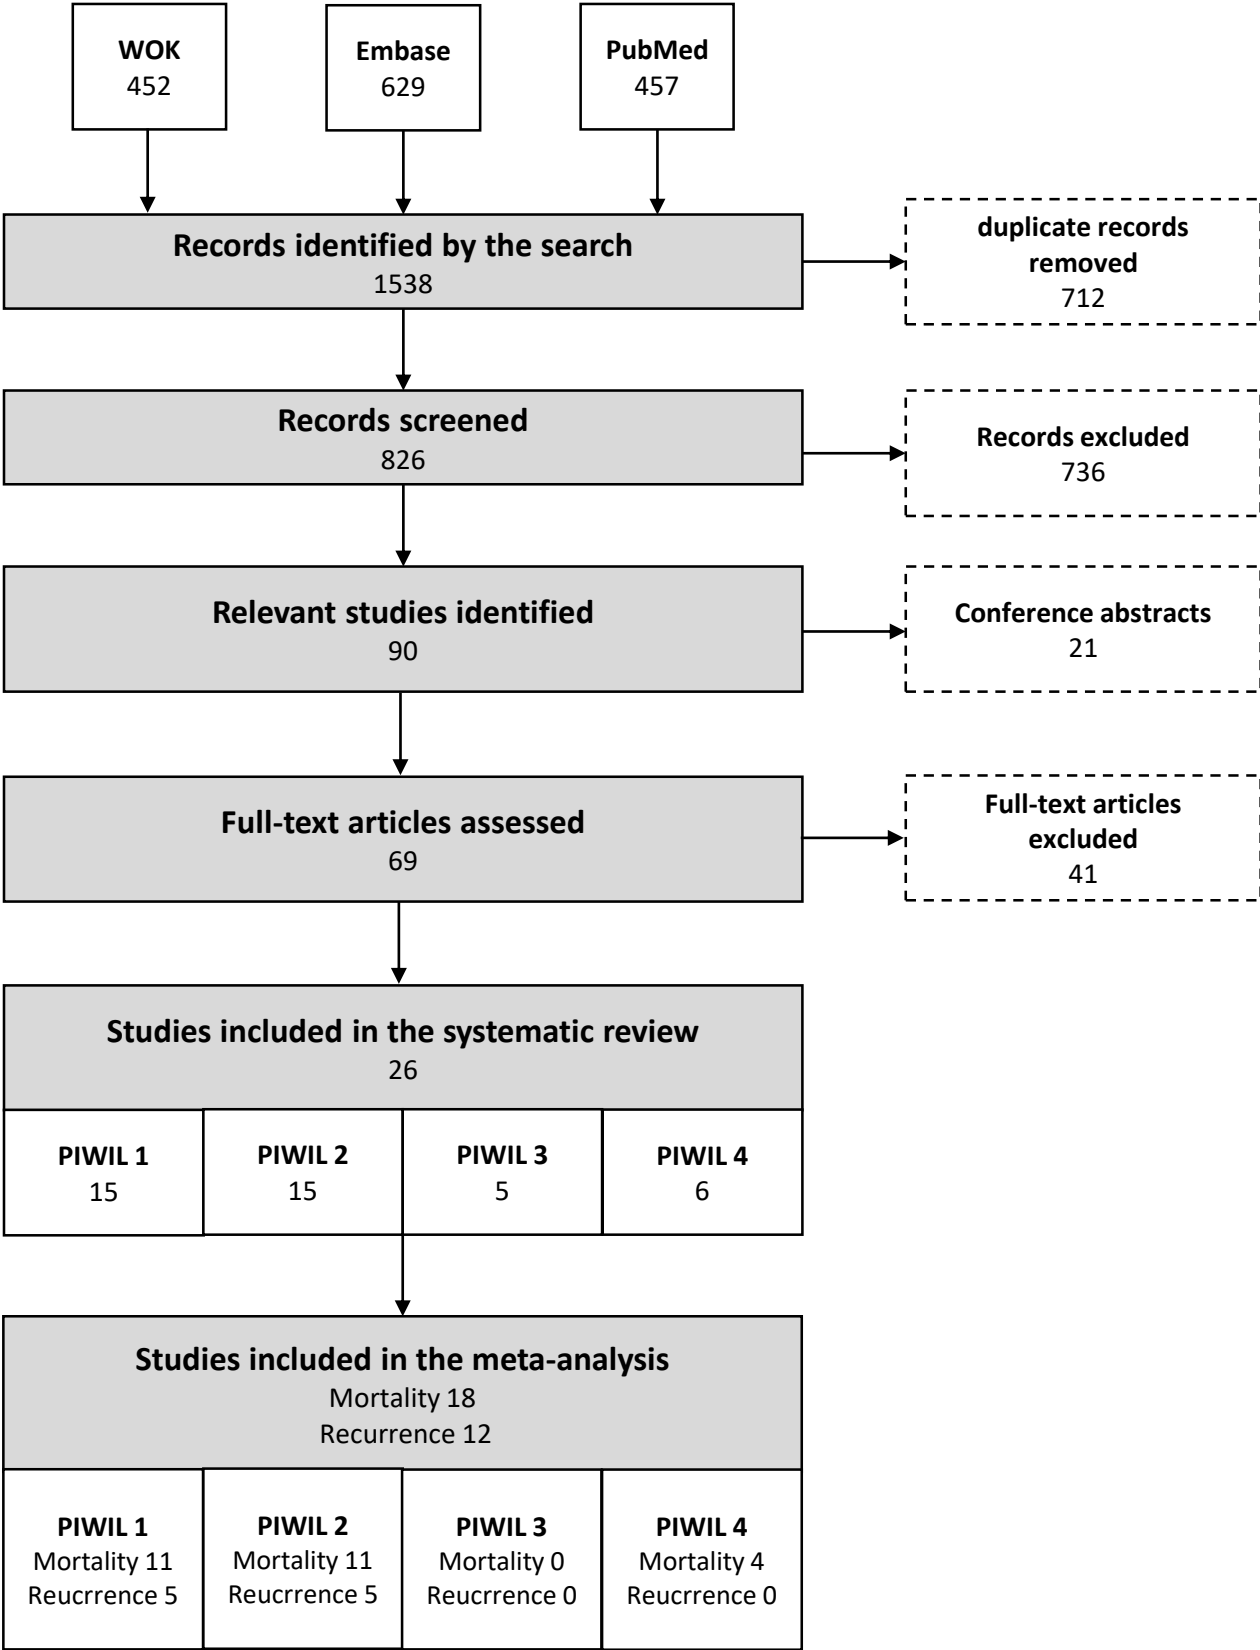 WOK
452
Embase
629
PubMed
457
Records identified by the search
1538
duplicate records
removed
712
Records screened
826
Records excluded
736
Relevant studies identified
90
Conference abstracts
21
Full-text articles assessed
69
Full-text articles
excluded
41
Studies included in the systematic review
26
PIWIL 1
15
PIWIL 2
15
PIWIL 3
5
PIWIL 4
6
Studies included in the meta-analysis
Mortality 18
Recurrence 12
PIWIL 1
Mortality 11
Reucrrence 5
PIWIL 2
Mortality 11
Reucrrence 5
PIWIL 3
Mortality 0
Reucrrence 0
PIWIL 4
Mortality 4
Reucrrence 0